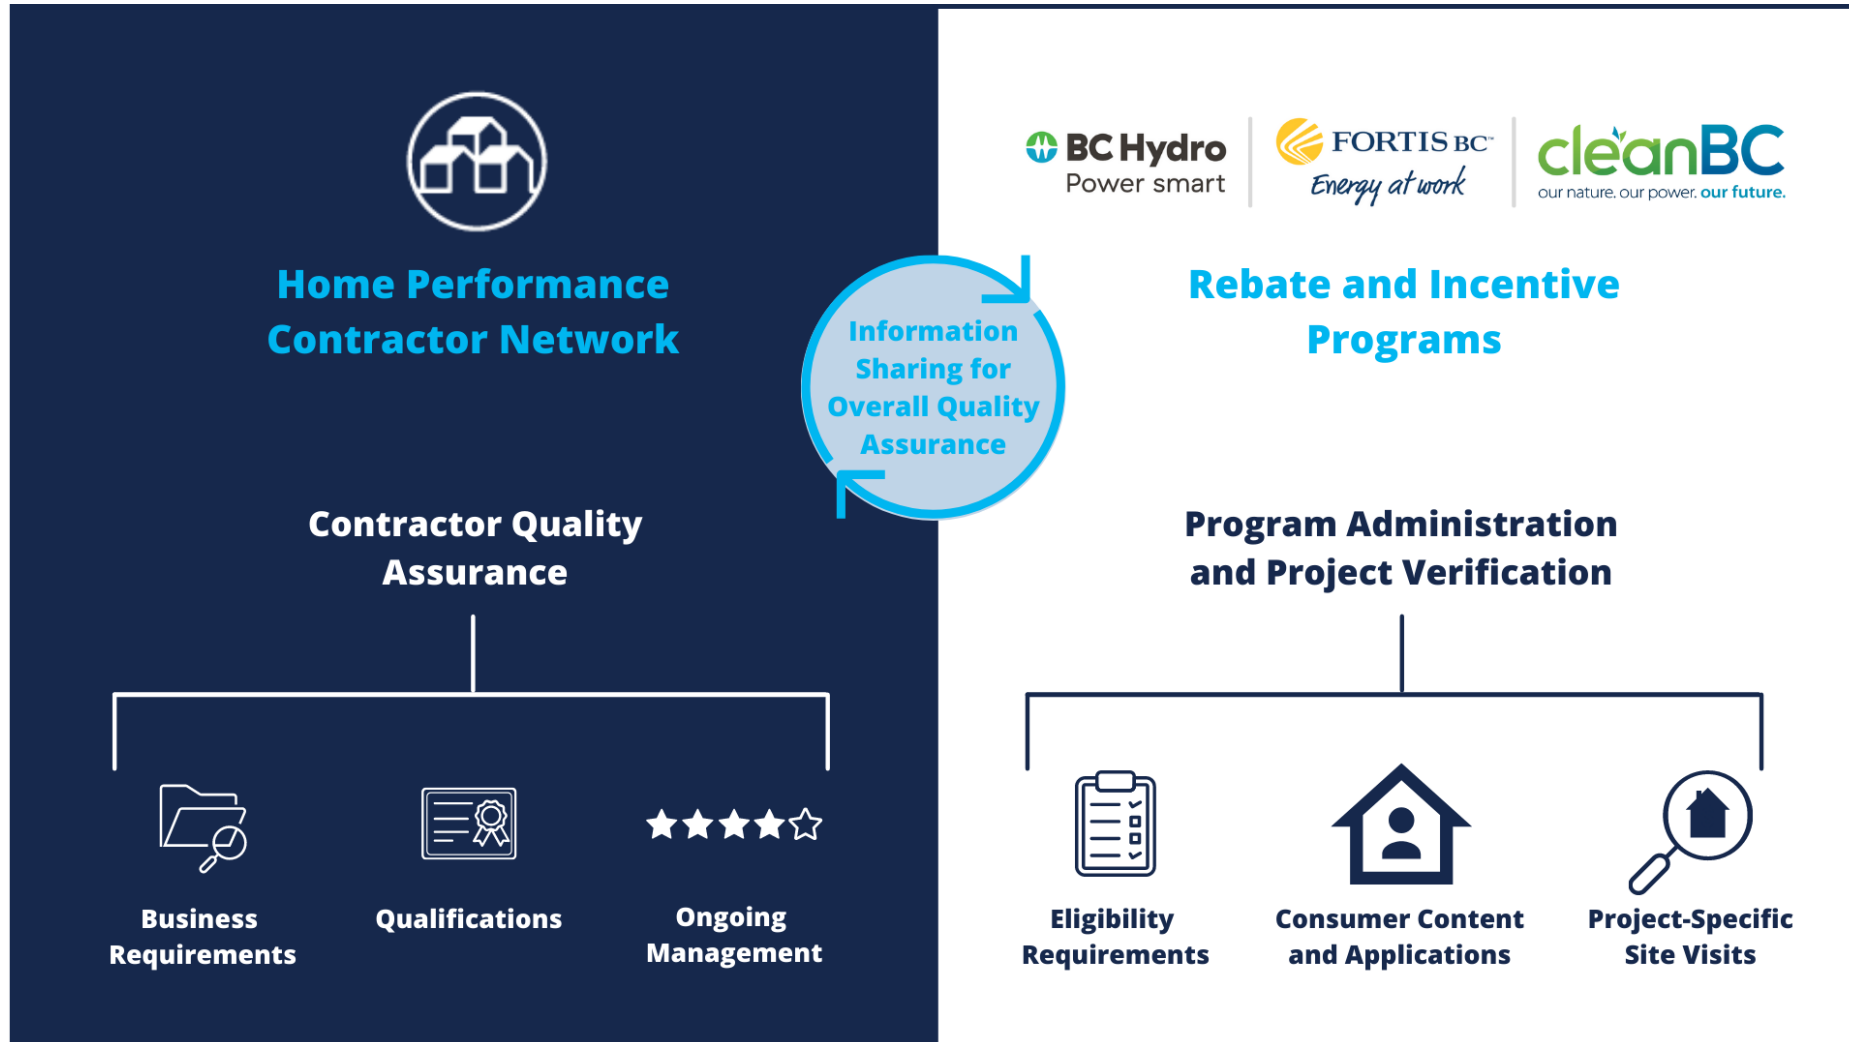 Home Performance
Contractor Network
Contractor Quality
Assurance
Business
Requirements
Qualifications
Ongoing
Management
Information
Sharing for
Overall Quality
Assurance
BC Hydro
Power smart
FORTIS BC™
Energy at work
cleanBC
our nature. our power. our future.
Rebate and Incentive
Programs
Program Administration
and Project Verification
Eligibility
Requirements
Consumer Content
and Applications
Project-Specific
Site Visits